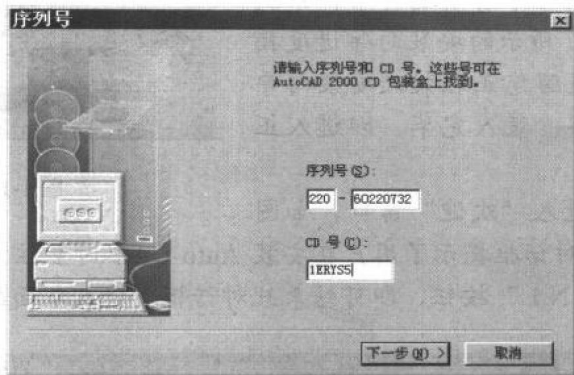 序列号
请输入序列号和 CD 号。这些号可在
AutoCAD 2000 CD 包装盒上找到。
序列号(S):
220 - 60220732
CD 号(C):
1ERYS5
下一步(N) >
取消